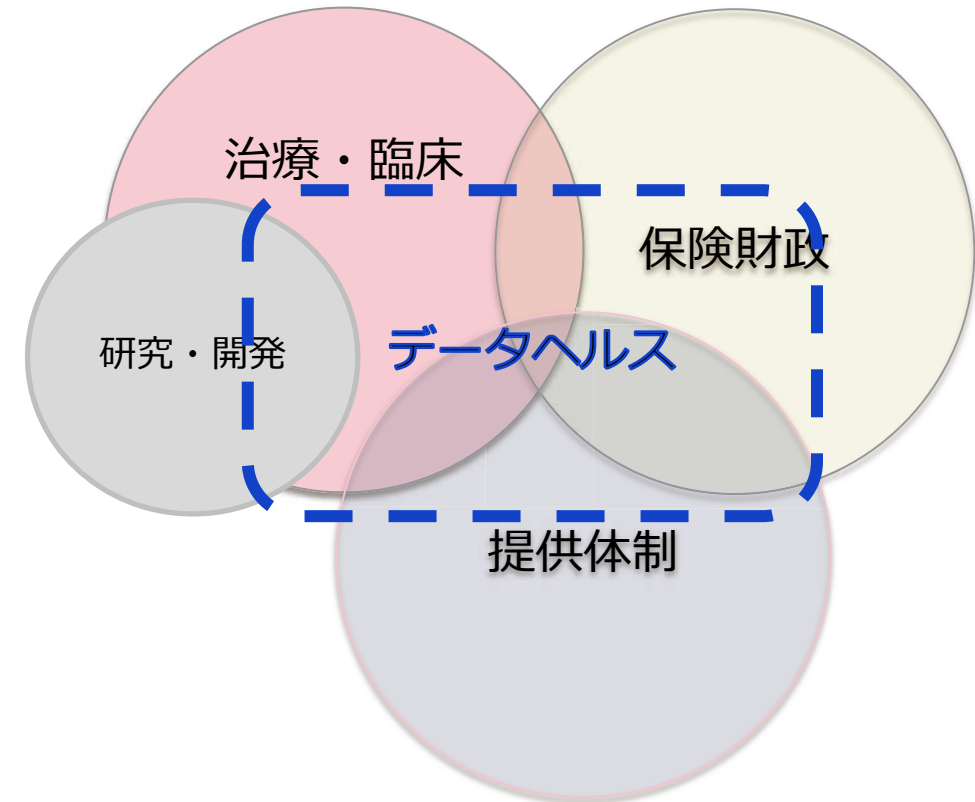 治療・臨床
保険財政
研究・開発
データヘルス
提供体制